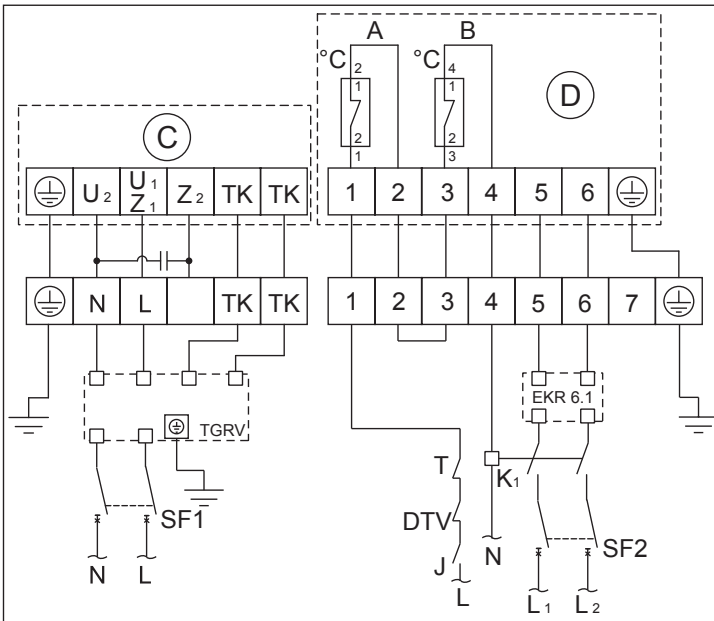 A B
°C °C
2 4
1 1
2 2
1 3
C D
U2 U1 Z1 Z2 TK TK
1 2 3 4 5 6
N L TK TK
1 2 3 4 5 6 7
EKR 6.1
TGRV
T K1
DTV
SF1 SF2
J N
N L L L1 L2